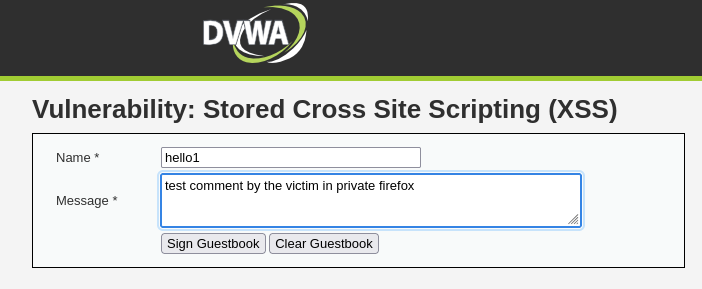 DVWA
Vulnerability: Stored Cross Site Scripting (XSS)
Name * hello1
Message * test comment by the victim in private firefox
Sign Guestbook Clear Guestbook